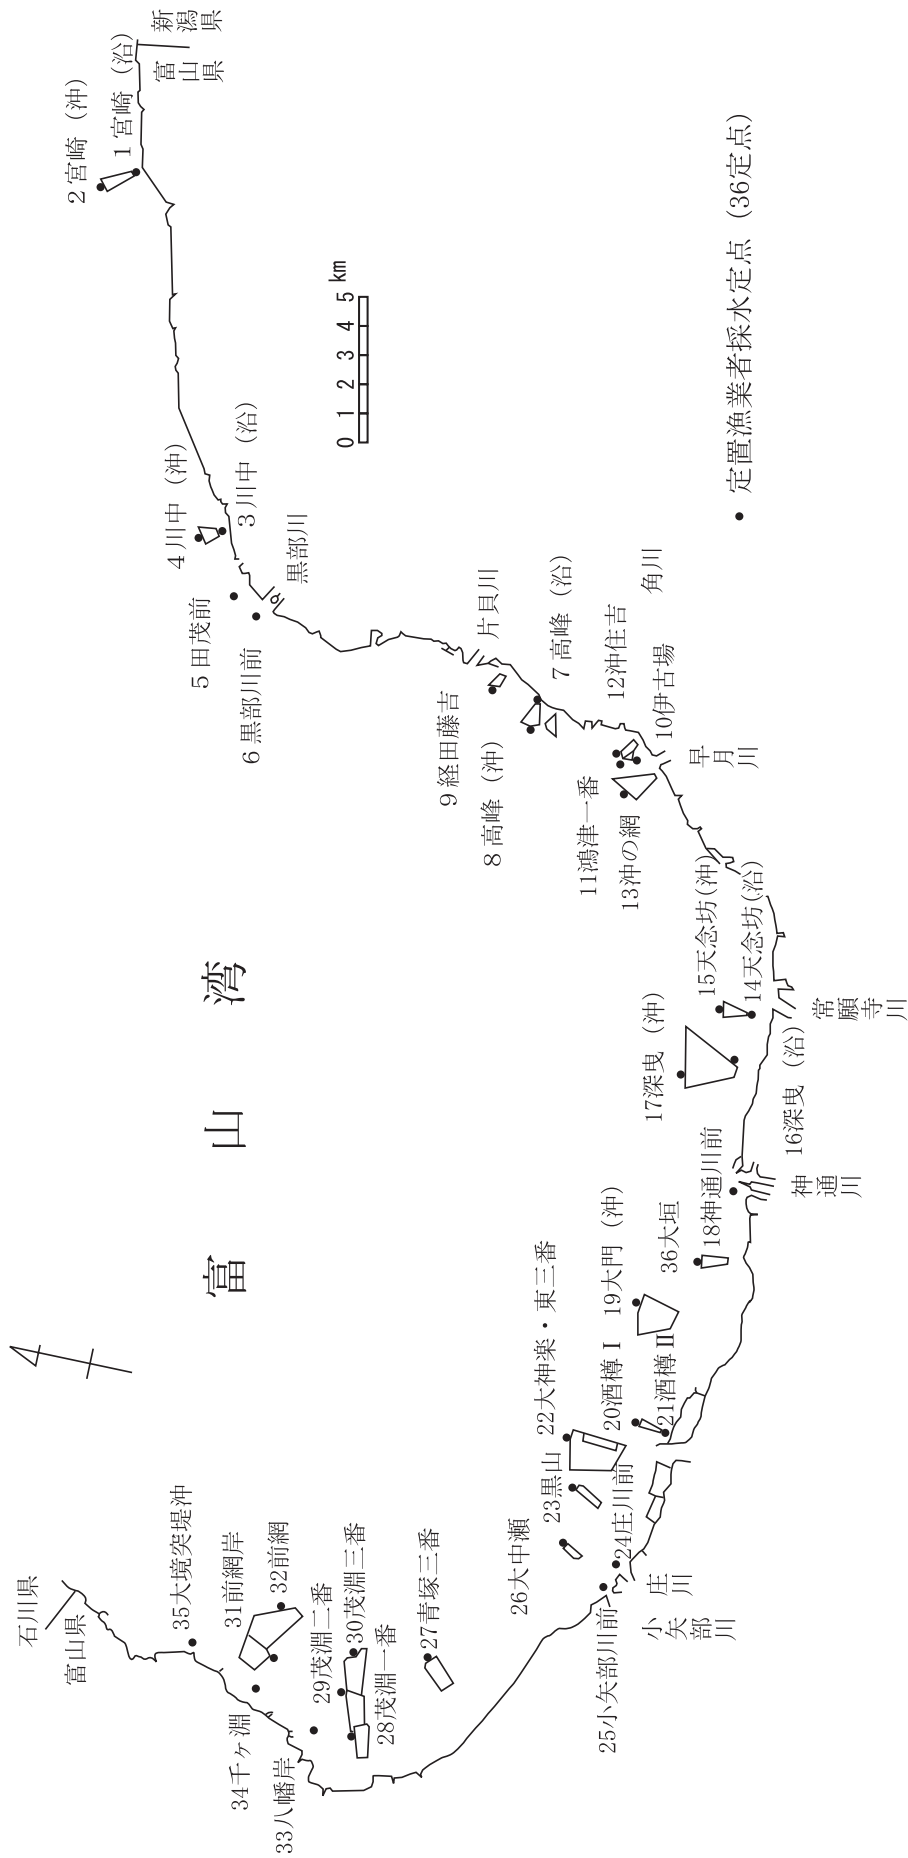 新潟県
富山県
1宮崎(沿)
2宮崎(沖)
3川中(沿)
4川中(沖)
5田茂前
6黒部川前
黒部川
片貝川
7高峰(沿)
8高峰(沖)
9経田藤吉
角川
12沖住吉
10伊古場
早月川
11鴻津一番
13沖の網
15天念坊(沖)
14天念坊(沿)
常願寺川
17深曳(沖)
16深曳(沿)
神通川
18神通川前
36大垣
19大門(沖)
20酒樽Ⅰ
21酒樽Ⅱ
22大神楽・東三番
23黒山
24庄川前
庄川
小矢部川
25小矢部川前
26大中瀬
27青塚三番
28茂淵一番
29茂淵二番
30茂淵三番
31前網岸
32前網
33八幡岸
34千ヶ淵
35大境突堤沖
石川県
富山県
富山湾
0 1 2 3 4 5 km
● 定置漁業者採水定点(36定点)